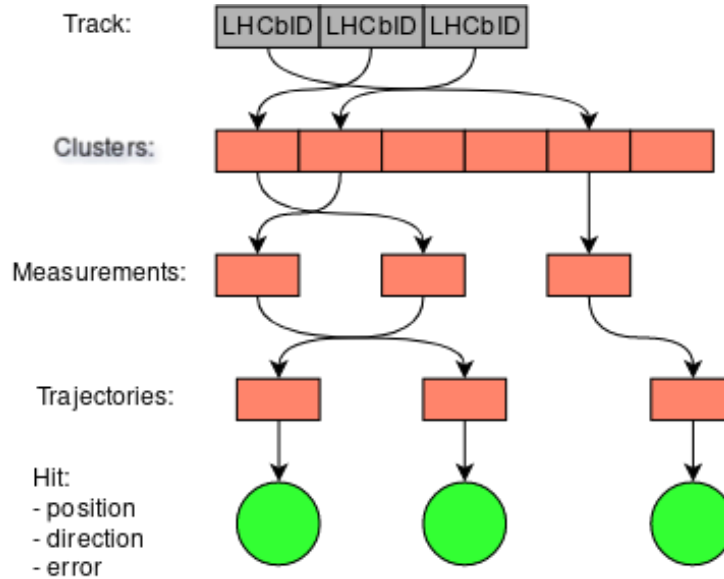 Track:
LHCbID LHCbID LHCbID
Clusters:
Measurements:
Trajectories:
Hit:
- position
- direction
- error